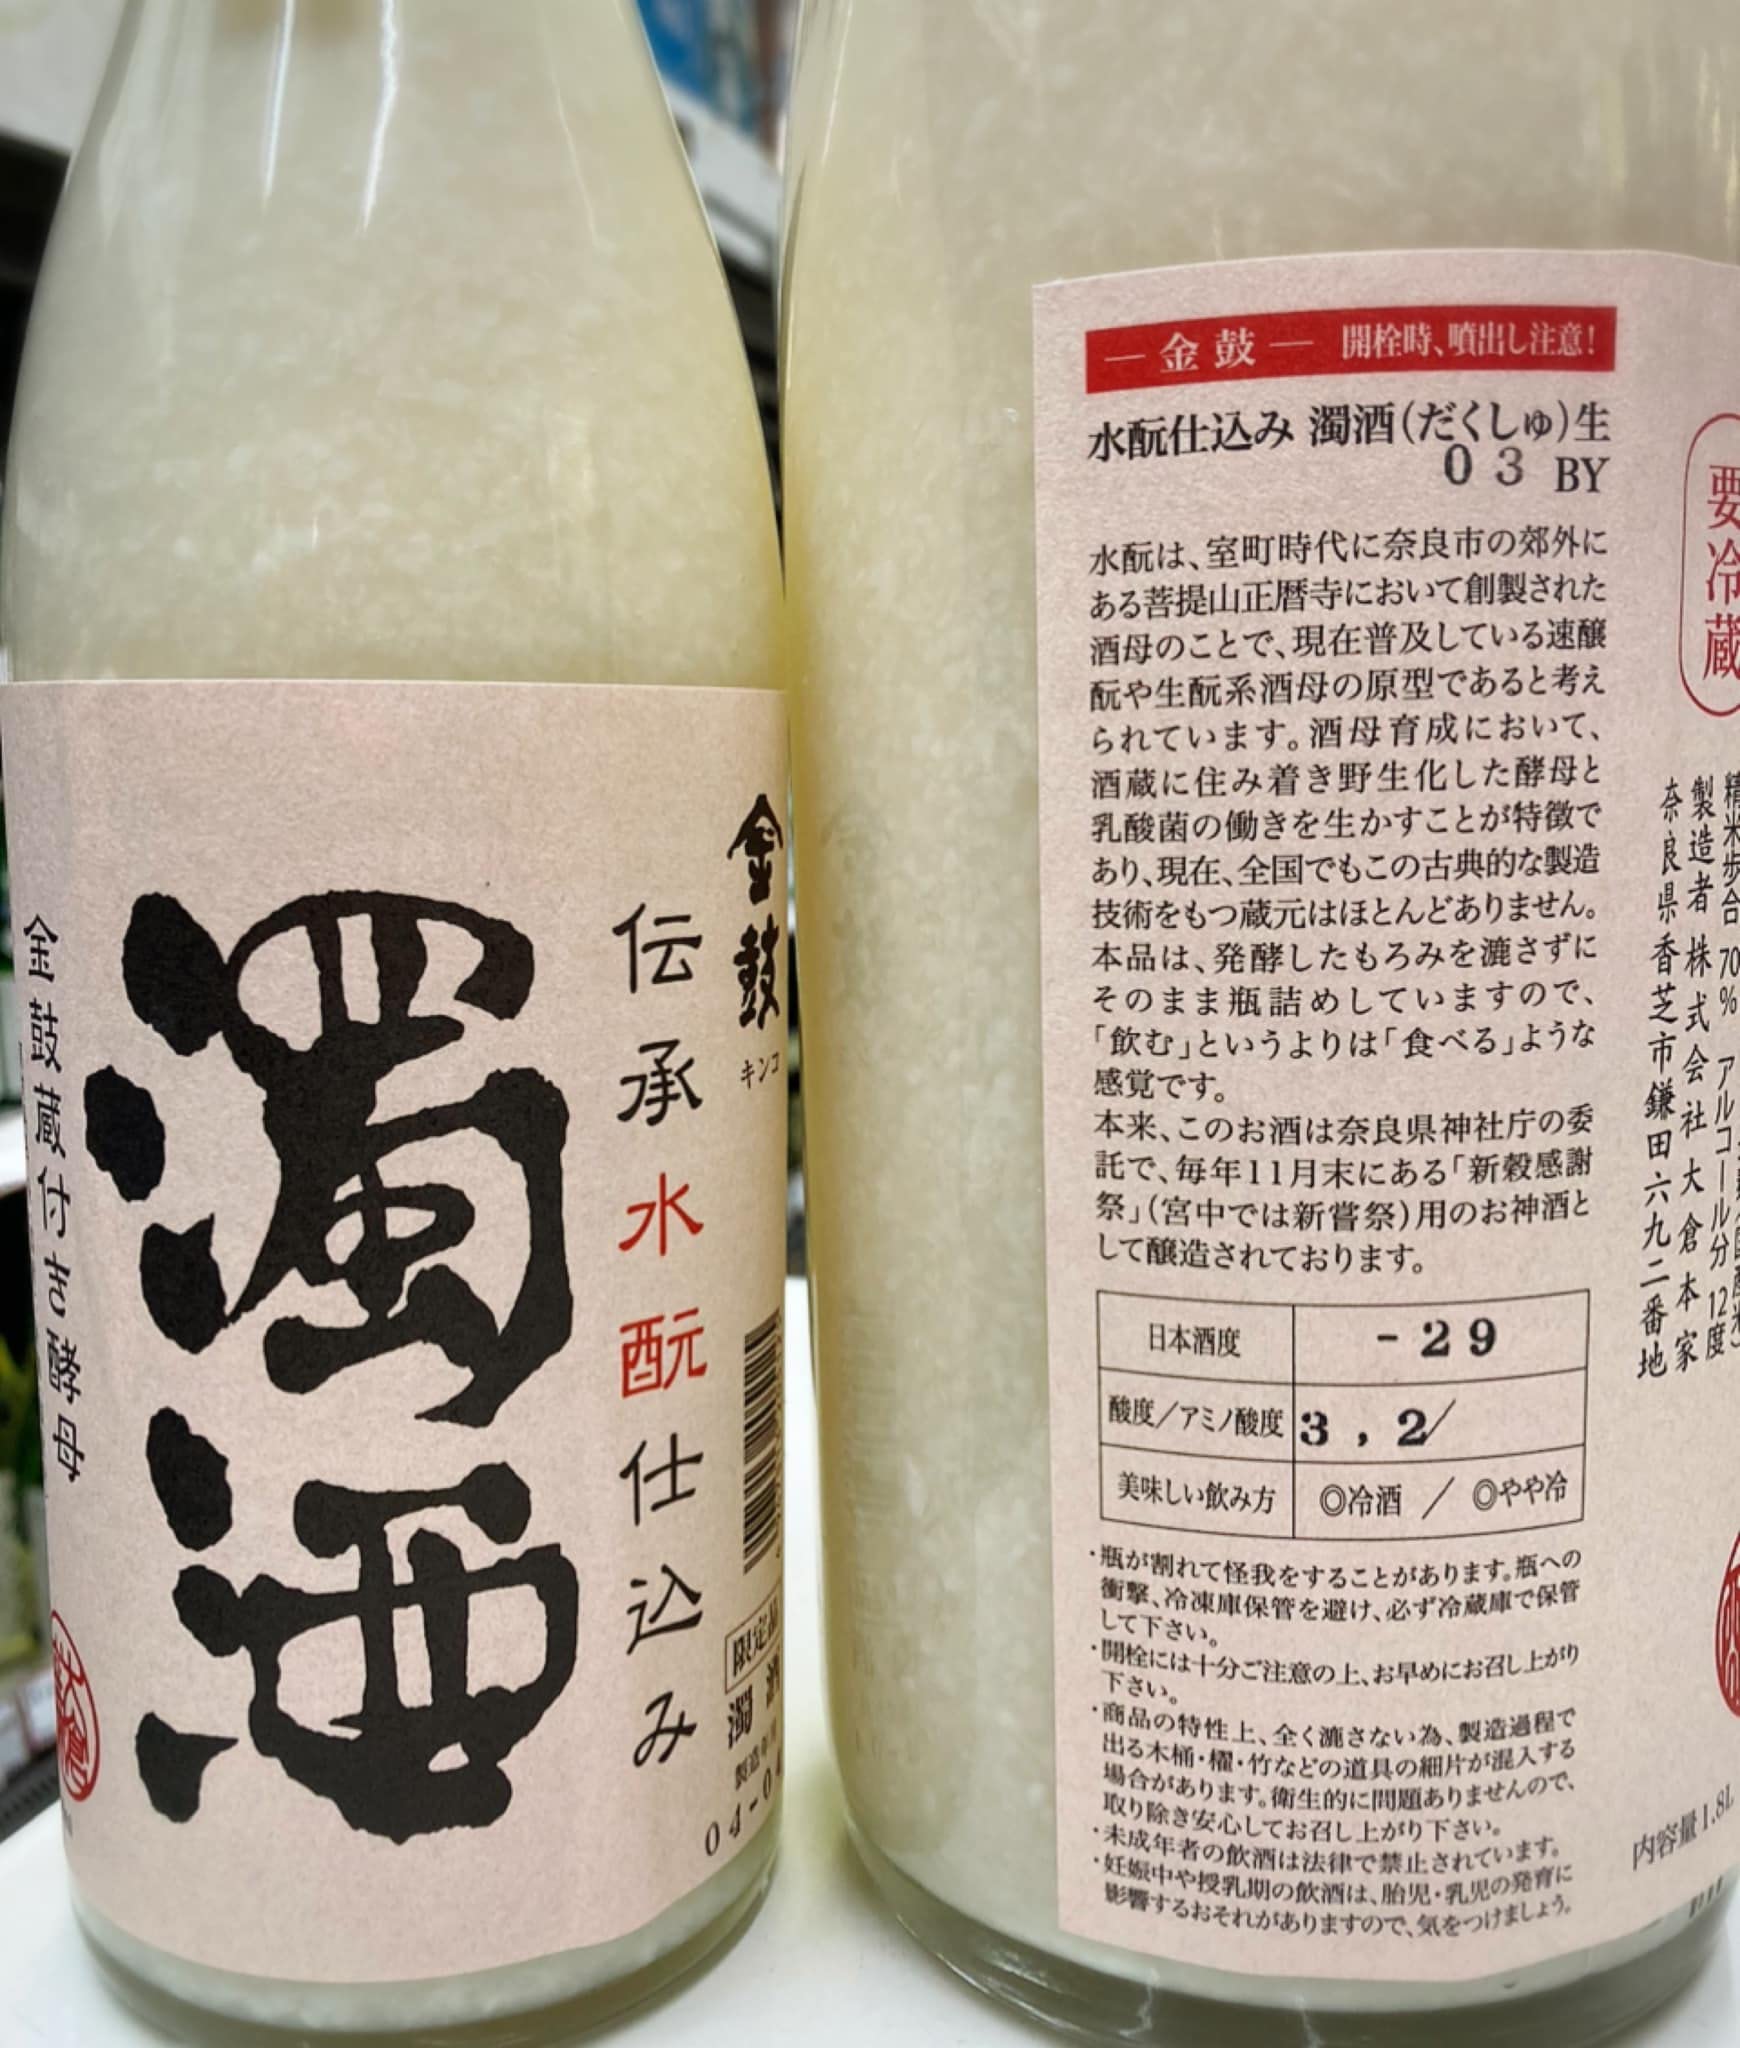 金鼓
キンコ
伝承水酛仕込み
濁酒
金鼓蔵付き酵母
限定品
濁酒
04-04
―金鼓― 開栓時、噴出し注意!
水酛仕込み 濁酒(だくしゅ)生
03 BY
水酛は、室町時代に奈良市の郊外に
ある菩提山正暦寺において創製された
酒母のことで、現在普及している速醸
酛や生酛系酒母の原型であると考え
られています。酒母育成において、
酒蔵に住み着き野生化した酵母と
乳酸菌の働きを生かすことが特徴で
あり、現在、全国でもこの古典的な製造
技術をもつ蔵元はほとんどありません。
本品は、発酵したもろみを漉さずに
そのまま瓶詰めしていますので、
「飲む」というよりは「食べる」ような
感覚です。
本来、このお酒は奈良県神社庁の委
託で、毎年11月末にある「新穀感謝
祭」(宮中では新嘗祭)用のお神酒と
して醸造されております。
日本酒度 -29
酸度/アミノ酸度 3,2/
美味しい飲み方 ◎冷酒 / ◎やや冷
・瓶が割れて怪我をすることがあります。瓶への
衝撃、冷凍庫保管を避け、必ず冷蔵庫で保管
して下さい。
・開栓には十分ご注意の上、お早めにお召し上がり
下さい。
・商品の特性上、全く漉さない為、製造過程で
出る木桶・櫂・竹などの道具の細片が混入する
場合があります。衛生的に問題ありませんので、
取り除き安心してお召し上がり下さい。
・未成年者の飲酒は法律で禁止されています。
・妊娠中や授乳期の飲酒は、胎児・乳児の発育に
影響するおそれがありますので、気をつけましょう。
要冷蔵
精米歩合 70% アルコール分 12度
製造者 株式会社大倉本家
奈良県香芝市鎌田六九二番地
内容量 1.8L